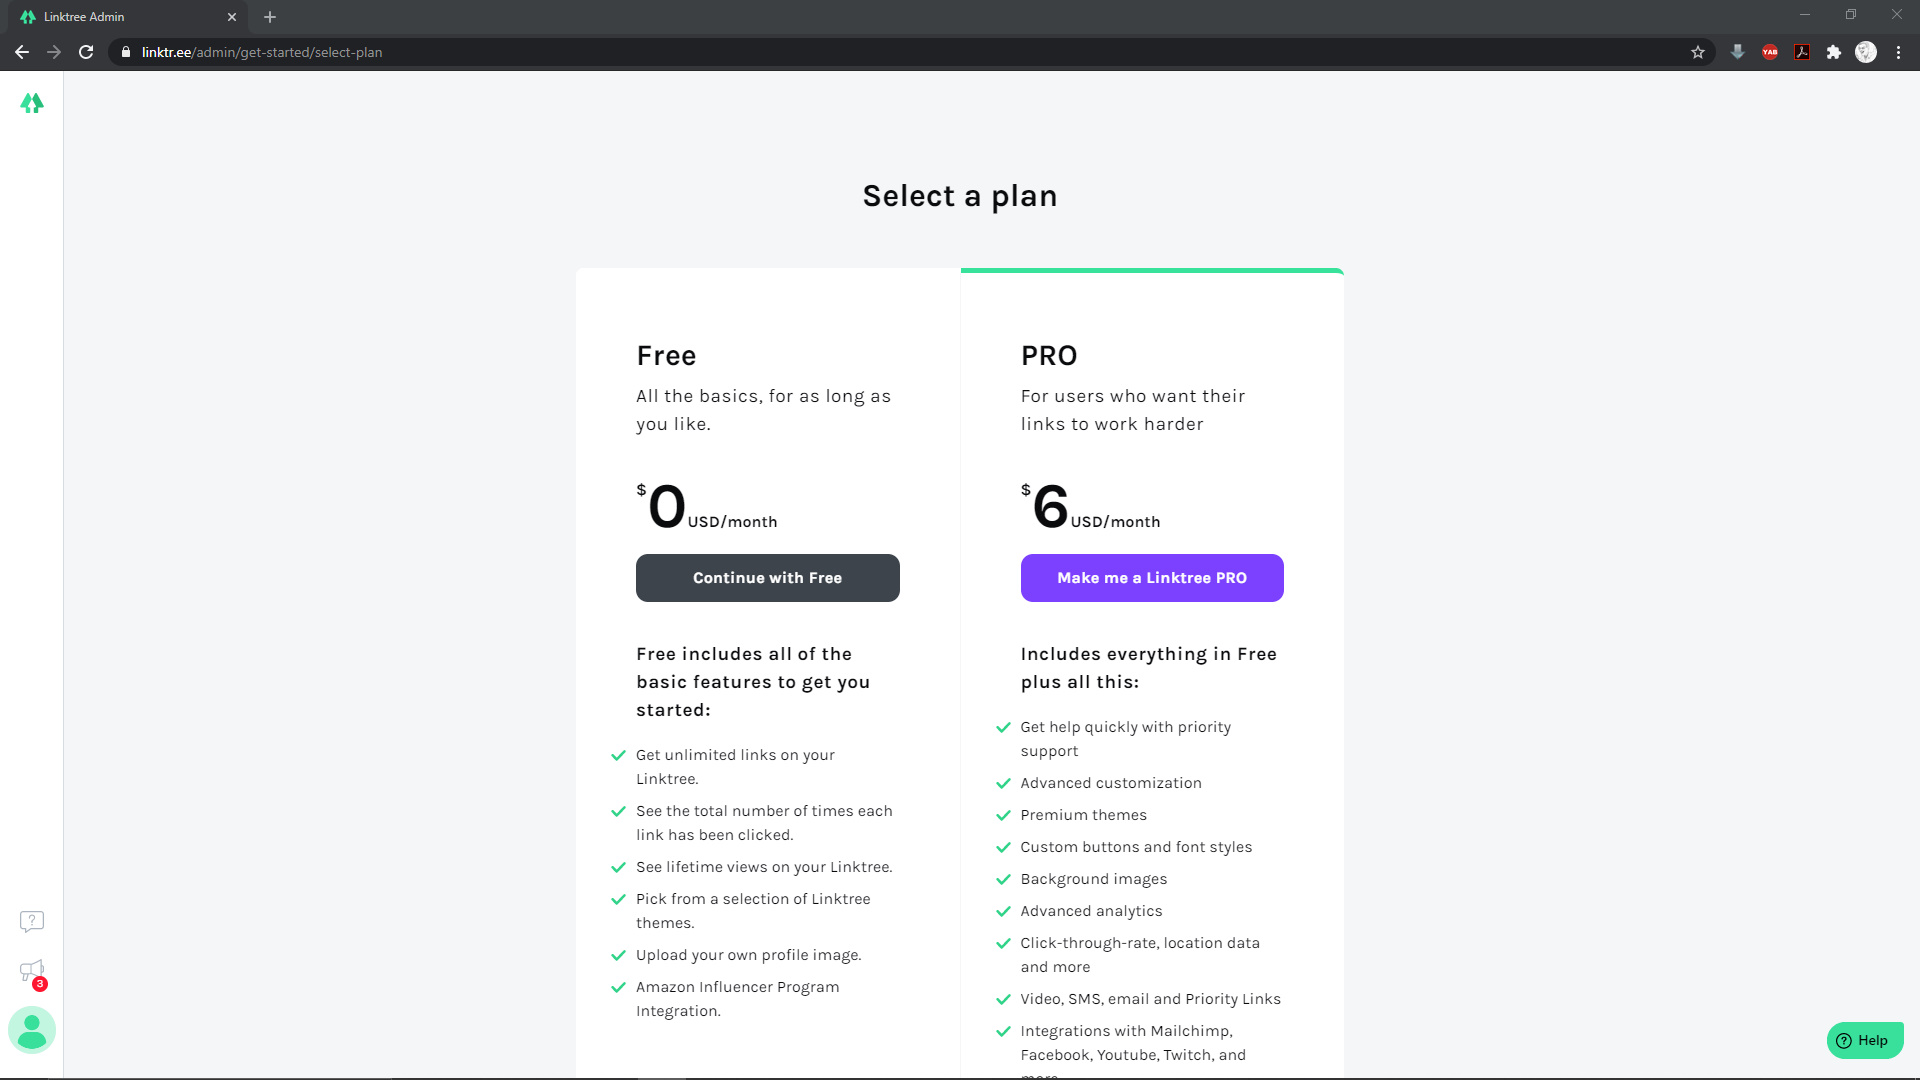 Linktree Admin
linktr.ee/admin/get-started/select-plan
YAB
Select a plan
Free
All the basics, for as long as
you like.
$0 USD/month
Continue with Free
Free includes all of the
basic features to get you
started:
Get unlimited links on your
Linktree.
See the total number of times each
link has been clicked.
See lifetime views on your Linktree.
Pick from a selection of Linktree
themes.
Upload your own profile image.
Amazon Influencer Program
Integration.
PRO
For users who want their
links to work harder
$6 USD/month
Make me a Linktree PRO
Includes everything in Free
plus all this:
Get help quickly with priority
support
Advanced customization
Premium themes
Custom buttons and font styles
Background images
Advanced analytics
Click-through-rate, location data
and more
Video, SMS, email and Priority Links
Integrations with Mailchimp,
Facebook, Youtube, Twitch, and
more
3
? Help